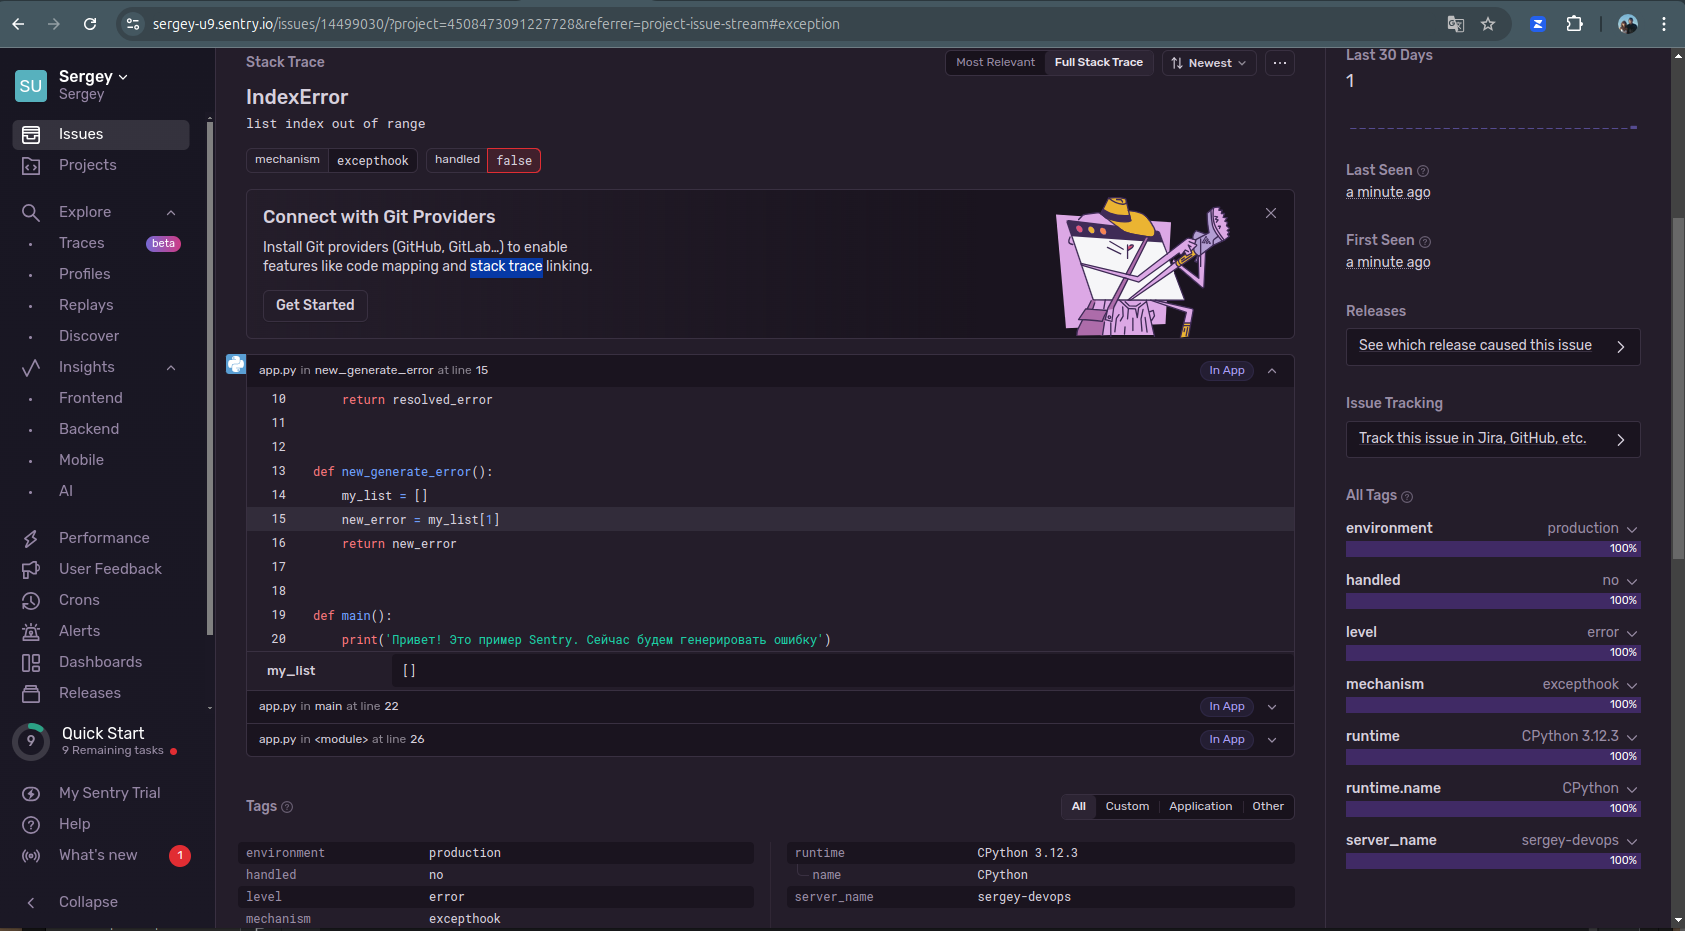 sergey-u9.sentry.io/issues/14499030/?project=4508473091227728&referrer=project-issue-stream#exception
SU
Sergey
Sergey
Issues
Projects
Explore
Traces
beta
Profiles
Replays
Discover
Insights
Frontend
Backend
Mobile
AI
Performance
User Feedback
Crons
Alerts
Dashboards
Releases
9
Quick Start
9 Remaining tasks
My Sentry Trial
Help
What's new
1
Collapse
Stack Trace
Most Relevant
Full Stack Trace
Newest
IndexError
list index out of range
mechanism excepthook
handled false
Connect with Git Providers
Install Git providers (GitHub, GitLab…) to enable
features like code mapping and stack trace linking.
Get Started
app.py in new_generate_error at line 15
In App
10 return resolved_error
11
12
13 def new_generate_error():
14 my_list = []
15 new_error = my_list[1]
16 return new_error
17
18
19 def main():
20 print('Привет! Это пример Sentry. Сейчас будем генерировать ошибку')
my_list []
app.py in main at line 22
In App
app.py in <module> at line 26
In App
Tags
All
Custom
Application
Other
environment production
handled no
level error
mechanism excepthook
runtime CPython 3.12.3
name CPython
server_name sergey-devops
Last 30 Days
1
Last Seen
a minute ago
First Seen
a minute ago
Releases
See which release caused this issue
Issue Tracking
Track this issue in Jira, GitHub, etc.
All Tags
environment production
100%
handled no
100%
level error
100%
mechanism excepthook
100%
runtime CPython 3.12.3
100%
runtime.name CPython
100%
server_name sergey-devops
100%